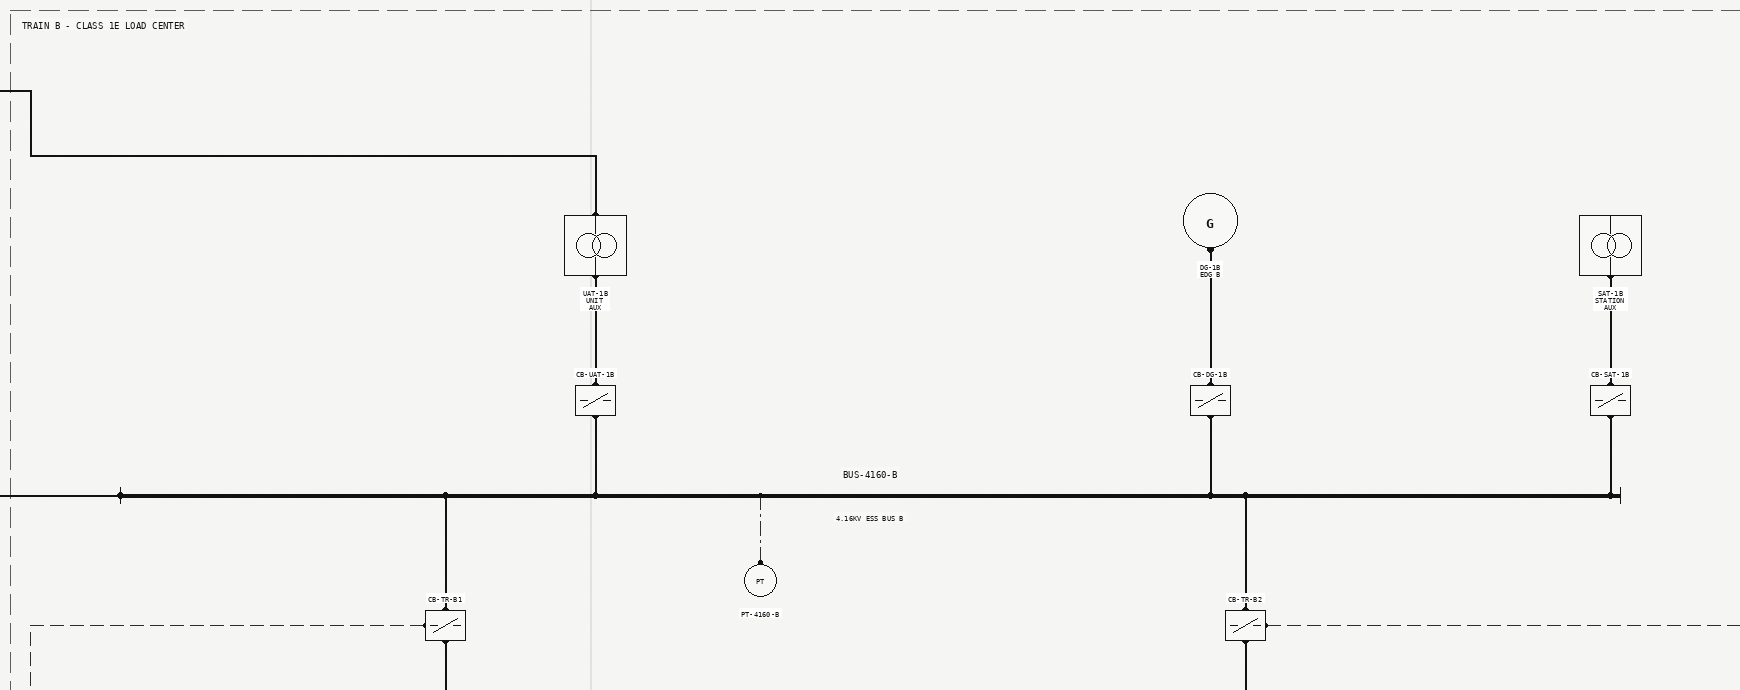 TRAIN B - CLASS 1E LOAD CENTER
G
DG-1B
EDG B
UAT-1B
UNIT
AUX
SAT-1B
STATION
AUX
CB-UAT-1B
CB-DG-1B
CB-SAT-1B
BUS-4160-B
4.16KV ESS BUS B
PT
CB-TR-B1
CB-TR-B2
PT-4160-B